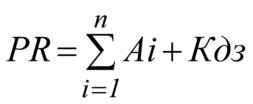 n
PR = ∑ Ai + Кдз
i=1